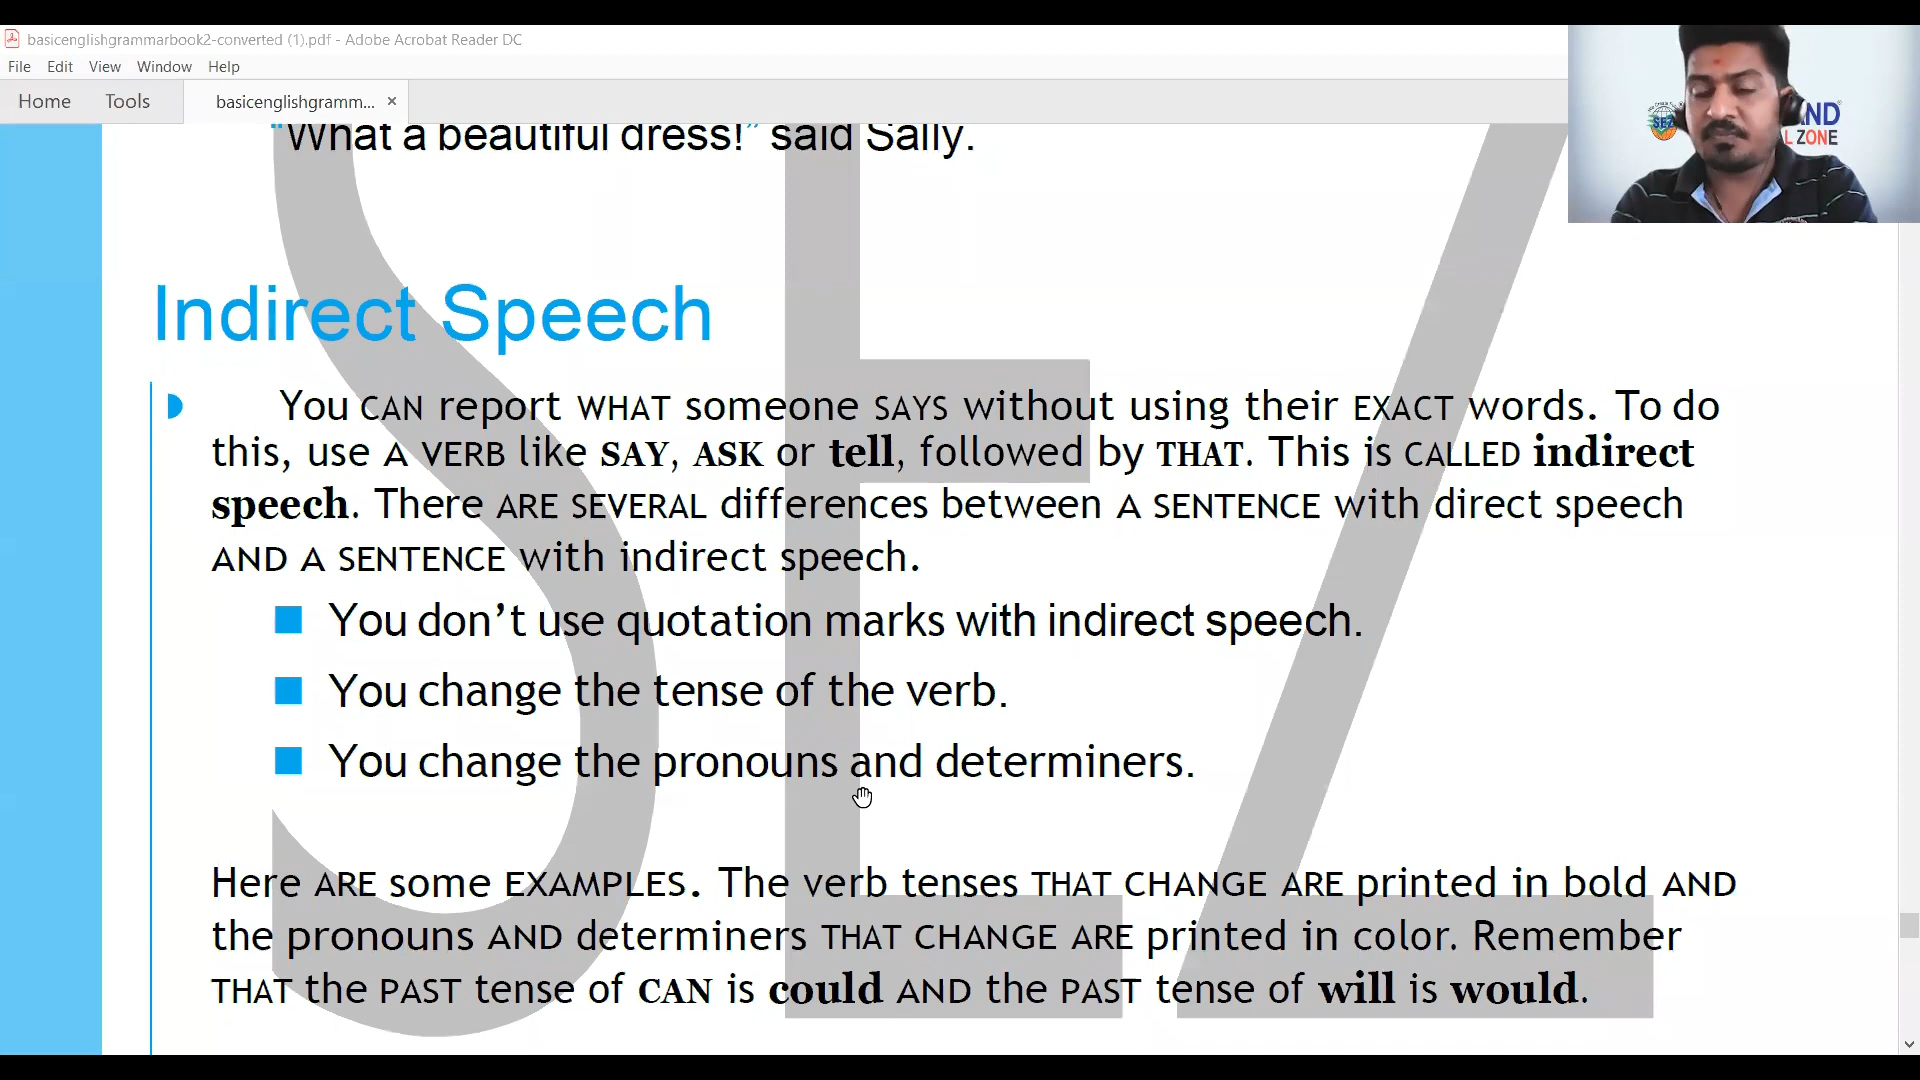 basicenglishgrammarbook2-converted (1).pdf - Adobe Acrobat Reader DC
File Edit View Window Help
Home Tools basicenglishgramm... ×
"What a beautiful dress!" said Sally.
SEZ
AND
L ZONE
Indirect Speech
You CAN report WHAT someone SAYS without using their EXACT words. To do
this, use A VERB like SAY, ASK or tell, followed by THAT. This is CALLED indirect
speech. There ARE SEVERAL differences between A SENTENCE with direct speech
AND A SENTENCE with indirect speech.
You don't use quotation marks with indirect speech.
You change the tense of the verb.
You change the pronouns and determiners.
Here ARE some EXAMPLES. The verb tenses THAT CHANGE ARE printed in bold AND
the pronouns AND determiners THAT CHANGE ARE printed in color. Remember
THAT the PAST tense of CAN is could AND the PAST tense of will is would.
SEZ